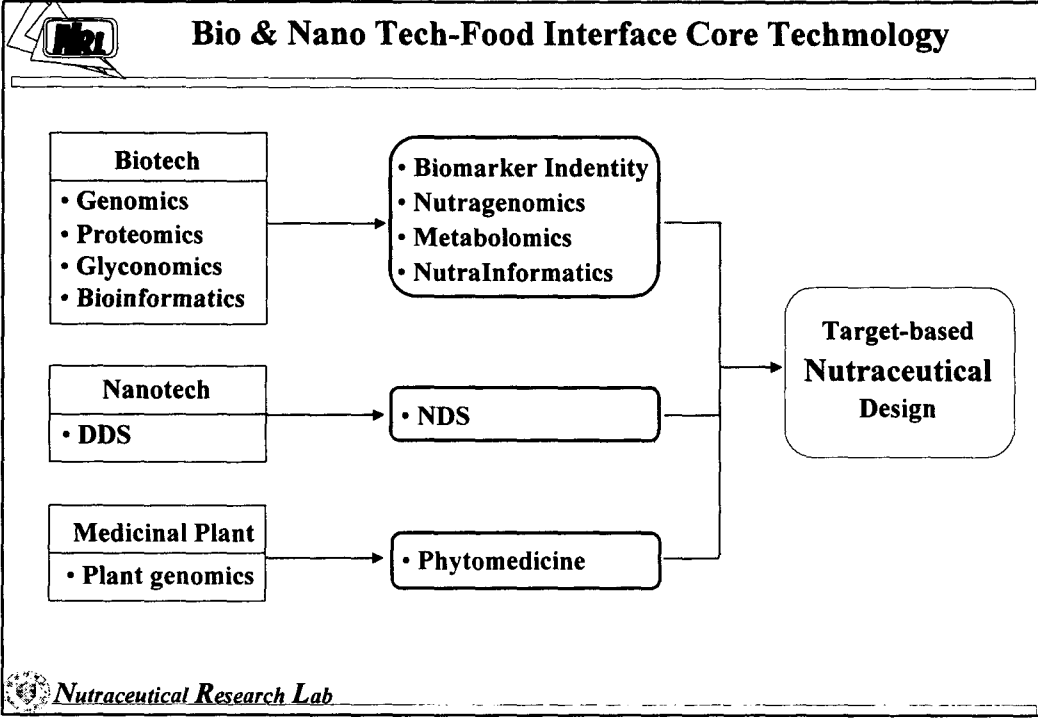 NRL
Bio & Nano Tech-Food Interface Core Techmology
Biotech
• Genomics
• Proteomics
• Glyconomics
• Bioinformatics
• Biomarker Indentity
• Nutragenomics
• Metabolomics
• NutraInformatics
Nanotech
• DDS
• NDS
Medicinal Plant
• Plant genomics
• Phytomedicine
Target-based
Nutraceutical
Design
Nutraceutical Research Lab